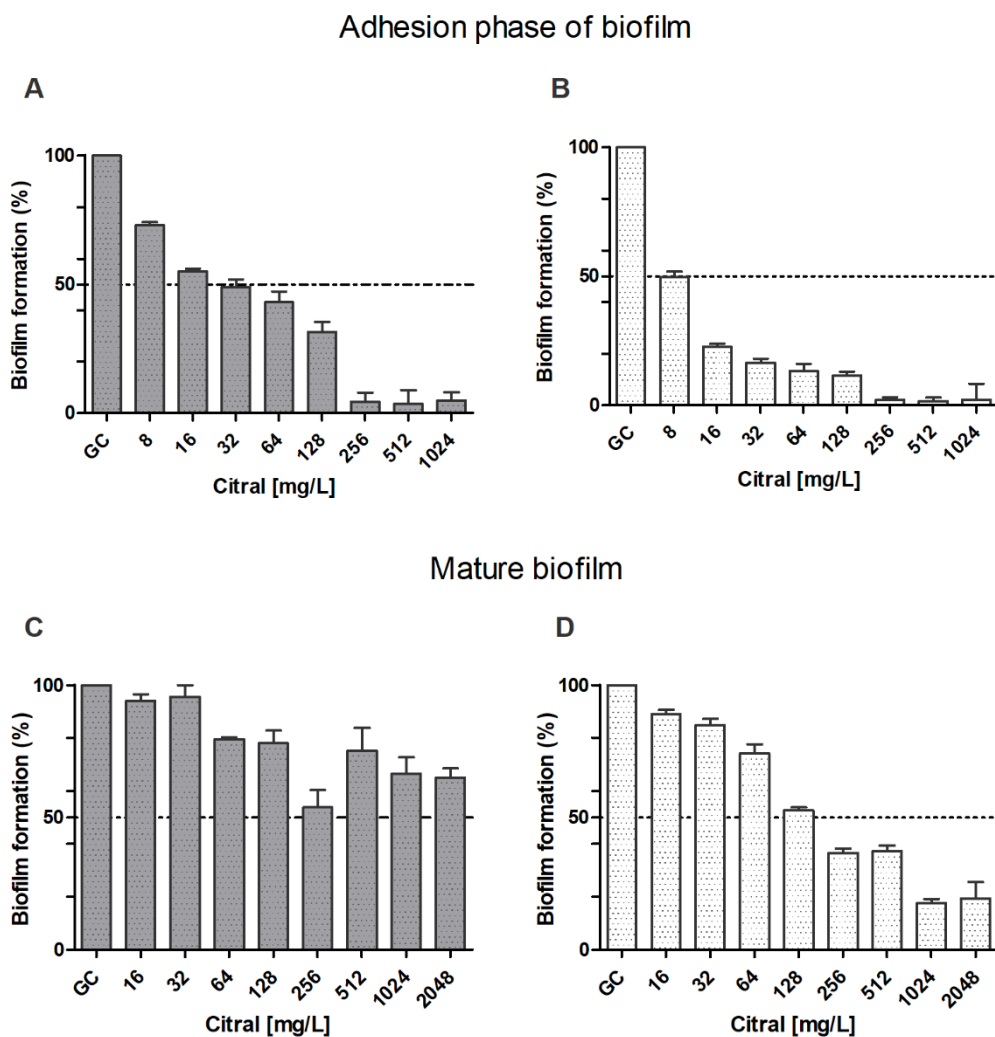 Adhesion phase of biofilm
A
Biofilm formation (%)
100
50
0
GC 8 16 32 64 128 256 512 1024
Citral [mg/L]
B
Biofilm formation (%)
100
50
0
GC 8 16 32 64 128 256 512 1024
Citral [mg/L]
Mature biofilm
C
Biofilm formation (%)
100
50
0
GC 16 32 64 128 256 512 1024 2048
Citral [mg/L]
D
Biofilm formation (%)
100
50
0
GC 16 32 64 128 256 512 1024 2048
Citral [mg/L]